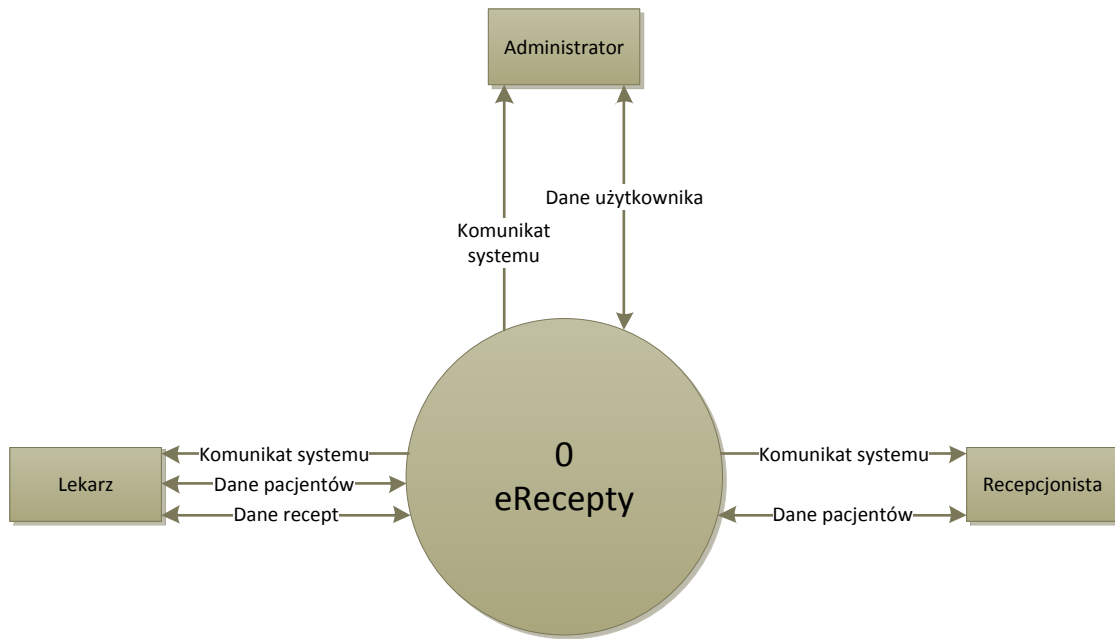 Administrator
Dane użytkownika
Komunikat
systemu
0
eRecepty
Lekarz
Komunikat systemu
Dane pacjentów
Dane recept
Komunikat systemu
Dane pacjentów
Recepcjonista